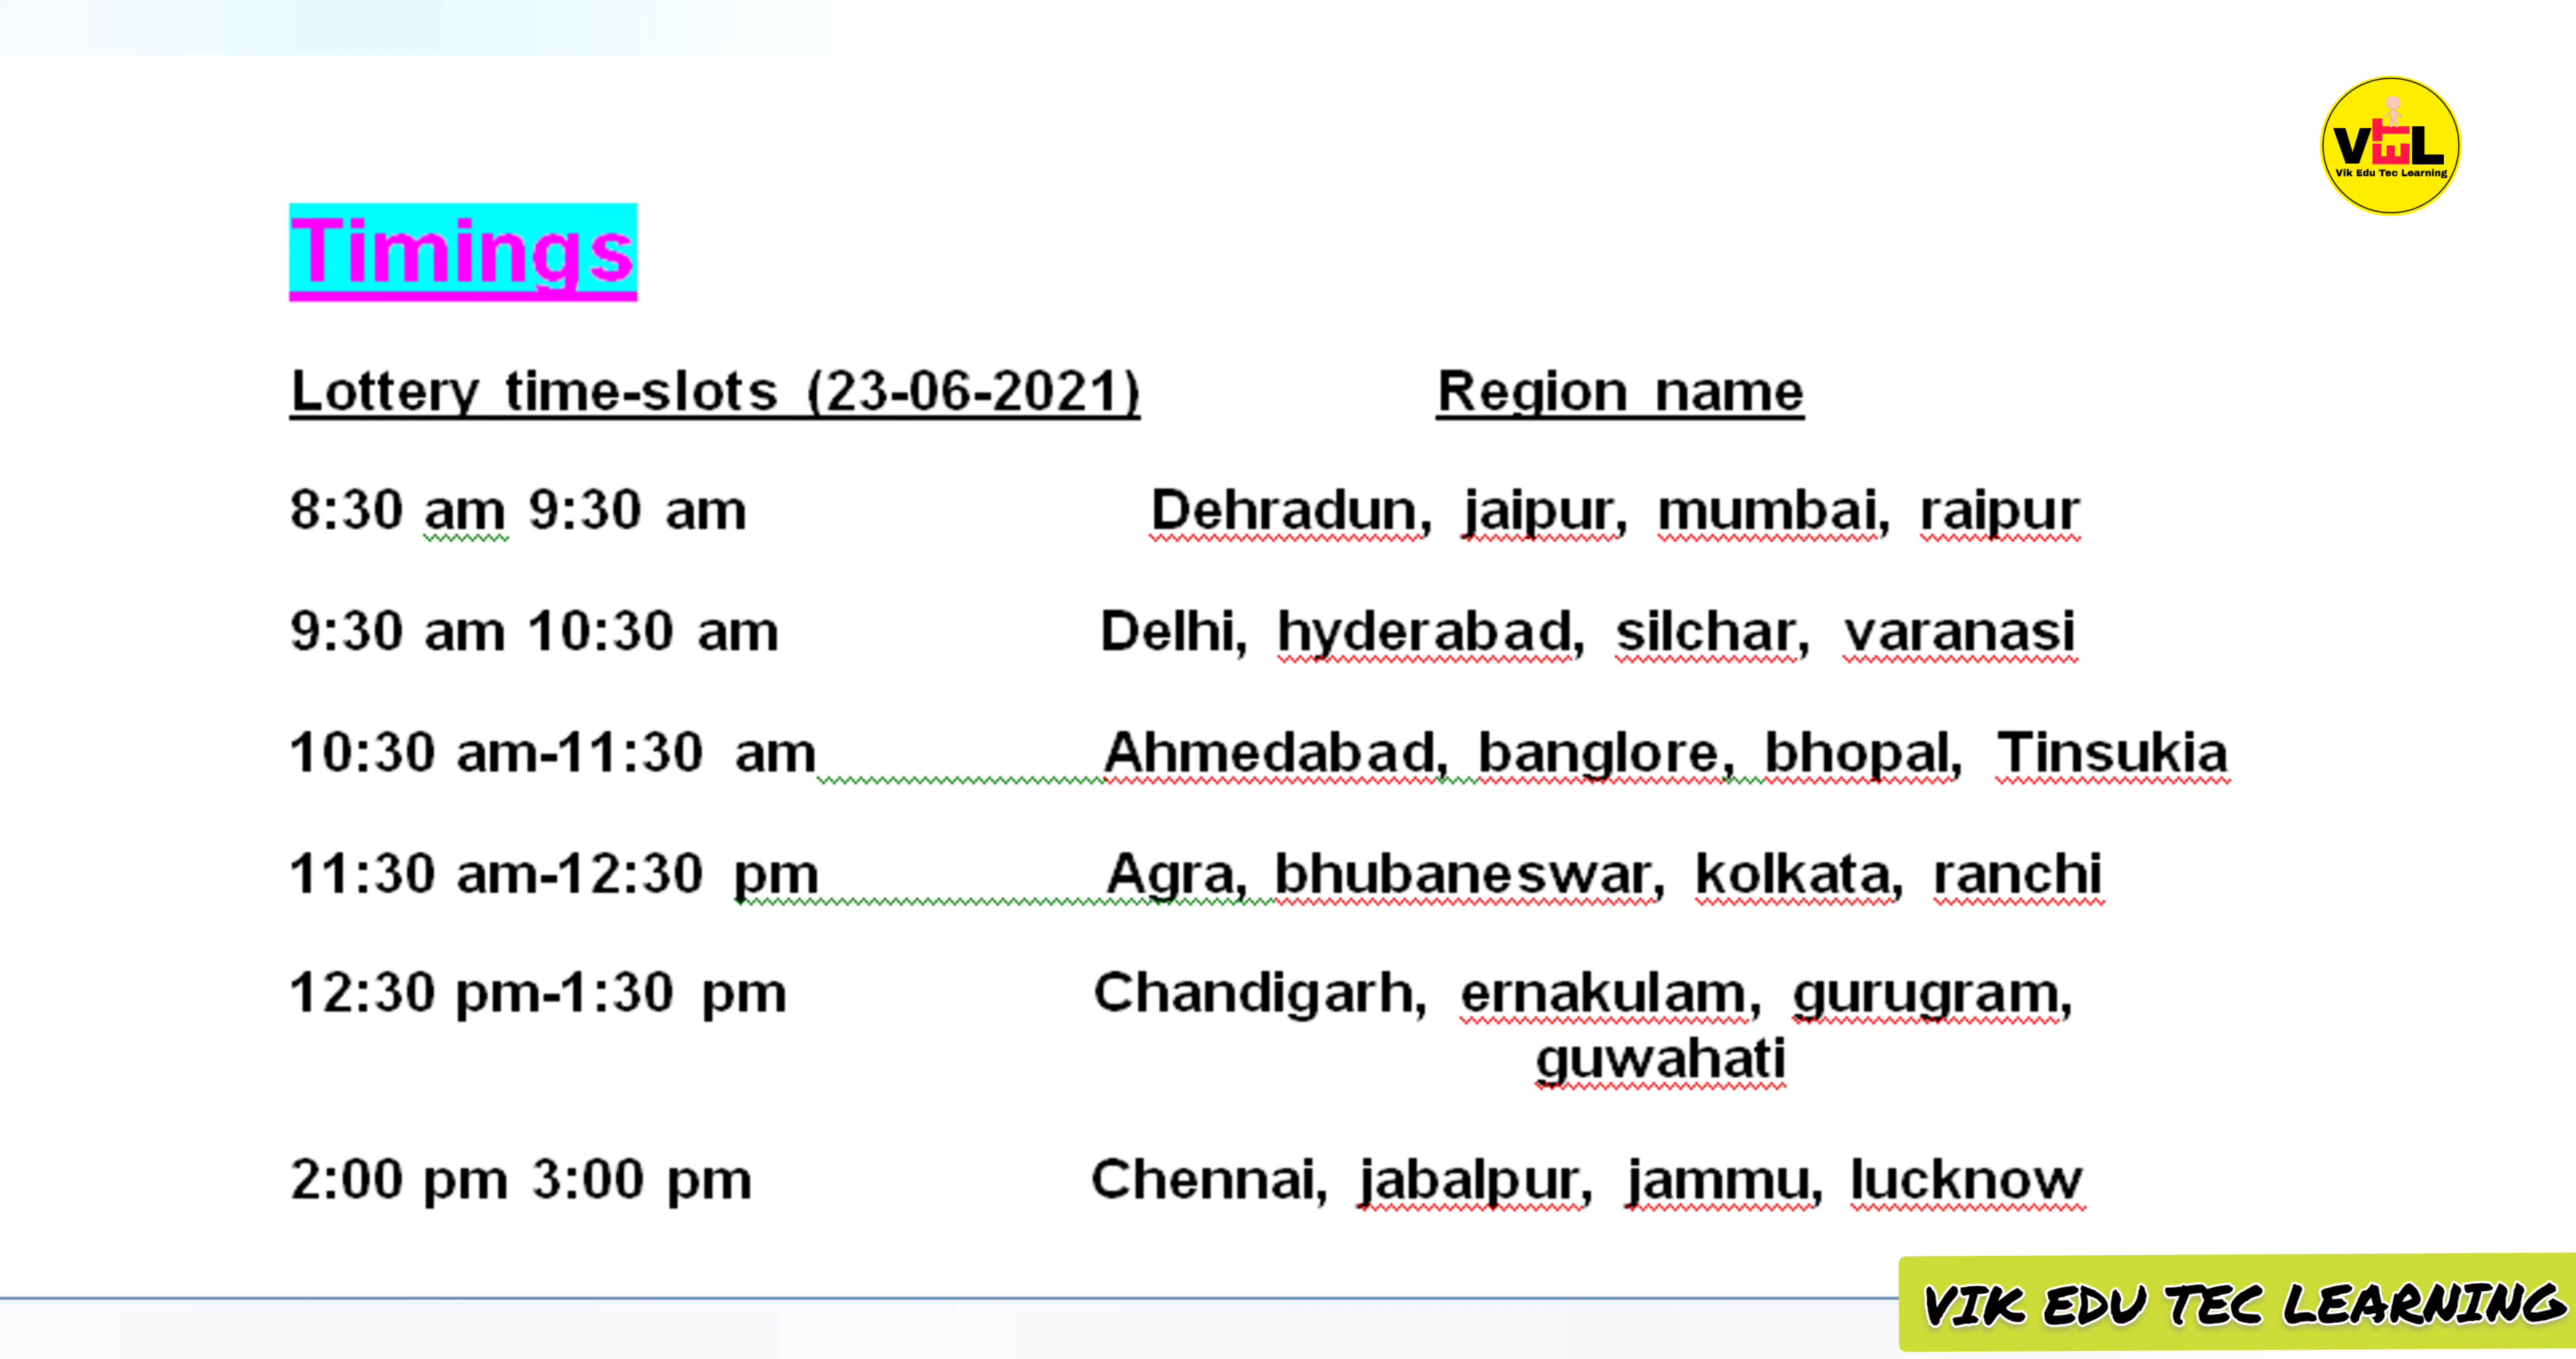 VETL
Vik Edu Tec Learning
Timings
Lottery time-slots (23-06-2021) Region name
8:30 am 9:30 am Dehradun, jaipur, mumbai, raipur
9:30 am 10:30 am Delhi, hyderabad, silchar, varanasi
10:30 am-11:30 am Ahmedabad, banglore, bhopal, Tinsukia
11:30 am-12:30 pm Agra, bhubaneswar, kolkata, ranchi
12:30 pm-1:30 pm Chandigarh, ernakulam, gurugram,
guwahati
2:00 pm 3:00 pm Chennai, jabalpur, jammu, lucknow
VIK EDU TEC LEARNING